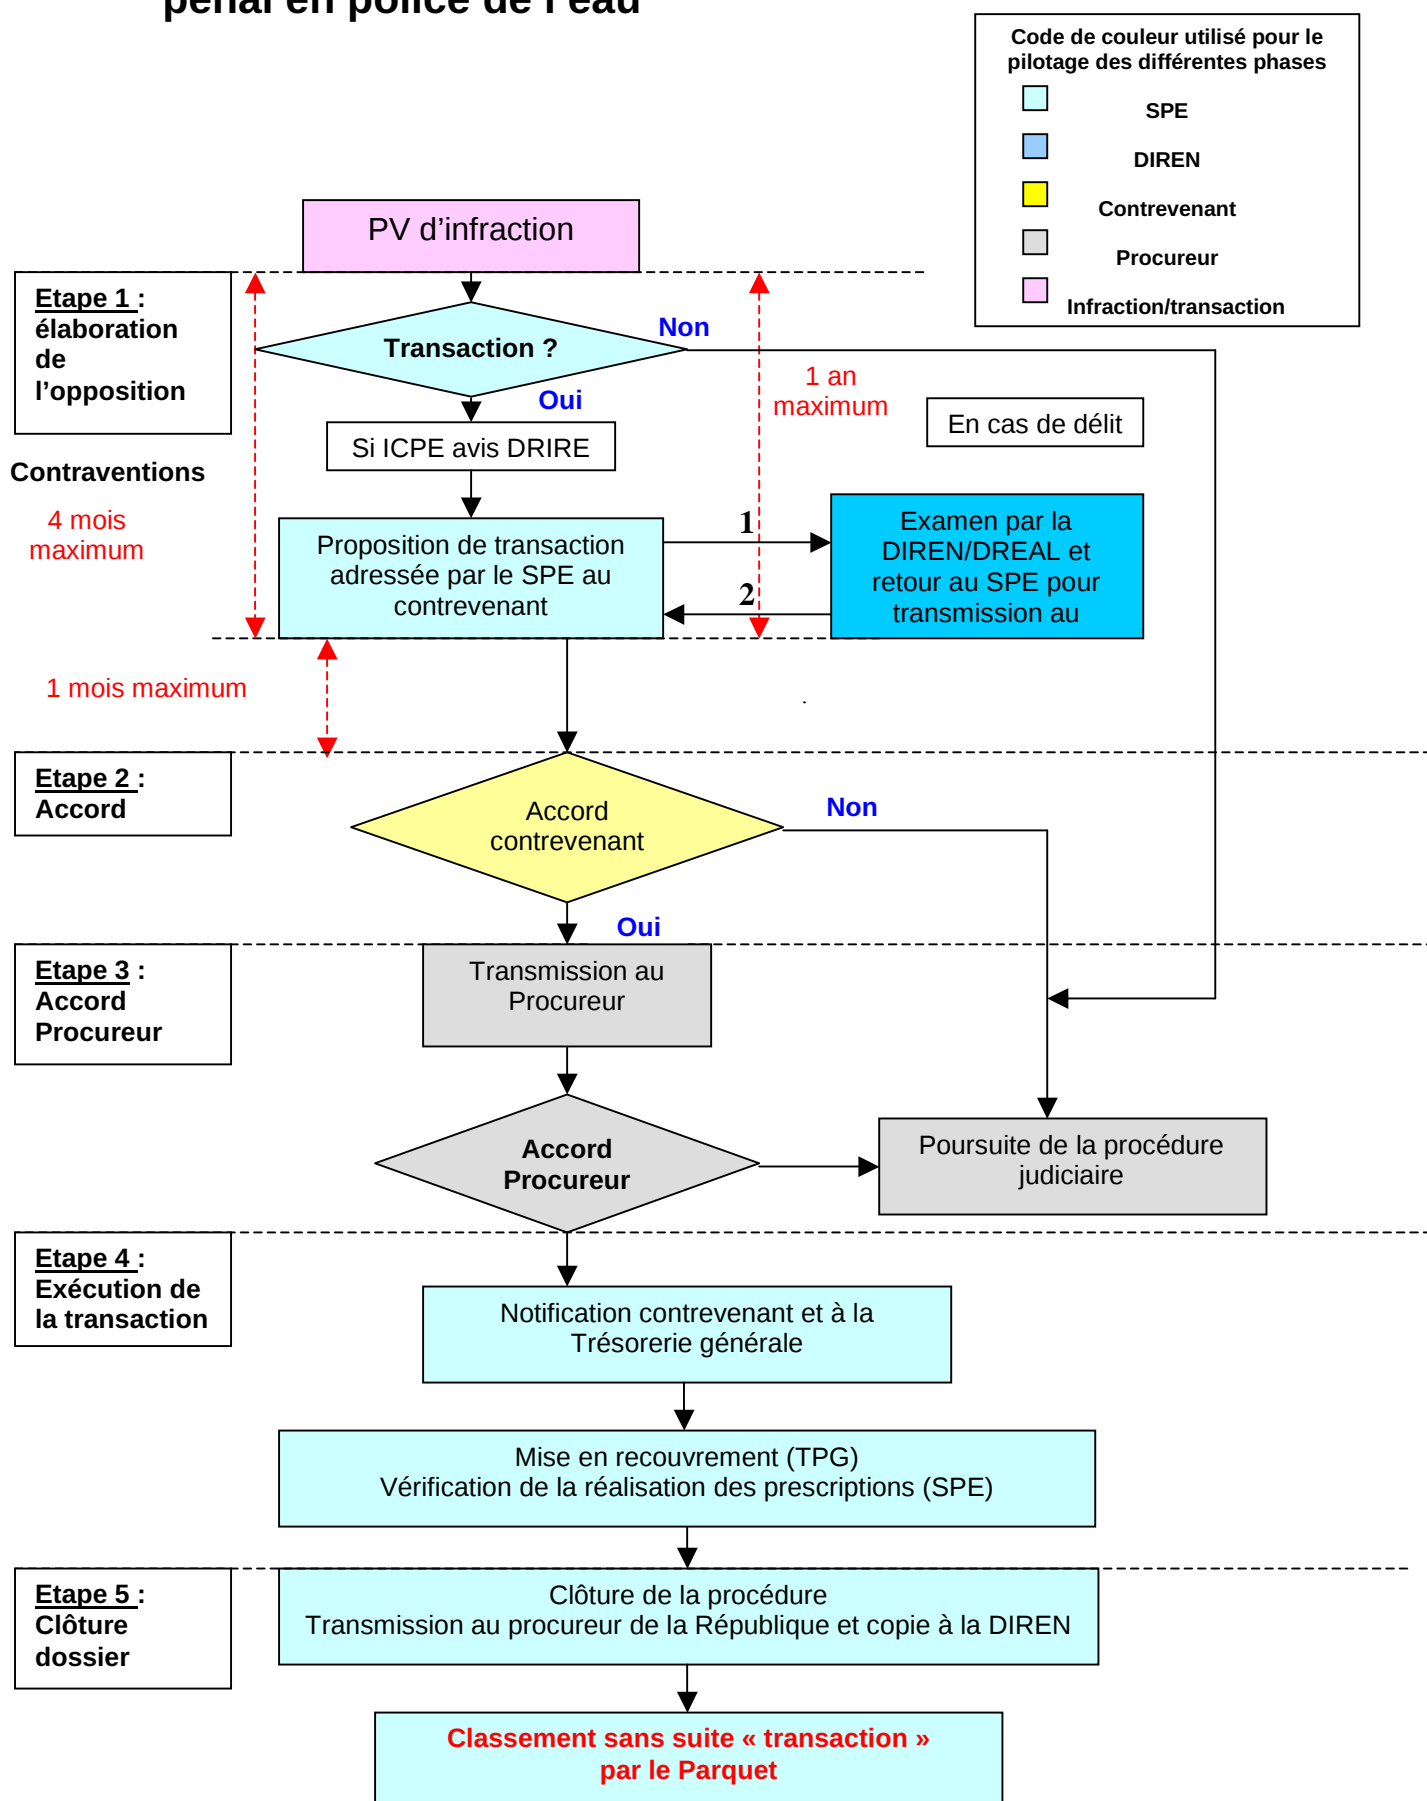 pénal en police de l'eau
Code de couleur utilisé pour le
pilotage des différentes phases
SPE
DIREN
Contrevenant
Procureur
Infraction/transaction
PV d'infraction
Etape 1 :
élaboration
de
l'opposition
Transaction ?
Non
Oui
1 an
maximum
En cas de délit
Si ICPE avis DRIRE
Contraventions
4 mois
maximum
Proposition de transaction
adressée par le SPE au
contrevenant
1
2
Examen par la
DIREN/DREAL et
retour au SPE pour
transmission au
1 mois maximum
Etape 2 :
Accord
Accord
contrevenant
Non
Oui
Etape 3 :
Accord
Procureur
Transmission au
Procureur
Accord
Procureur
Poursuite de la procédure
judiciaire
Etape 4 :
Exécution de
la transaction
Notification contrevenant et à la
Trésorerie générale
Mise en recouvrement (TPG)
Vérification de la réalisation des prescriptions (SPE)
Etape 5 :
Clôture
dossier
Clôture de la procédure
Transmission au procureur de la République et copie à la DIREN
Classement sans suite « transaction »
par le Parquet